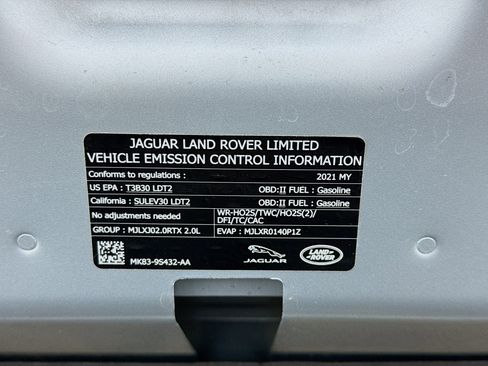 JAGUAR LAND ROVER LIMITED
VEHICLE EMISSION CONTROL INFORMATION
Conforms to regulations : 2021 MY
US EPA : T3B30 LDT2 OBD:II FUEL : Gasoline
California : SULEV30 LDT2 OBD:II FUEL : Gasoline
No adjustments needed WR-HO2S/TWC/HO2S(2)/
DFI/TC/CAC
GROUP : MJLXJ02.0RTX 2.0L EVAP : MJLXR0140P1Z
MK83-9S432-AA
JAGUAR
LAND
ROVER